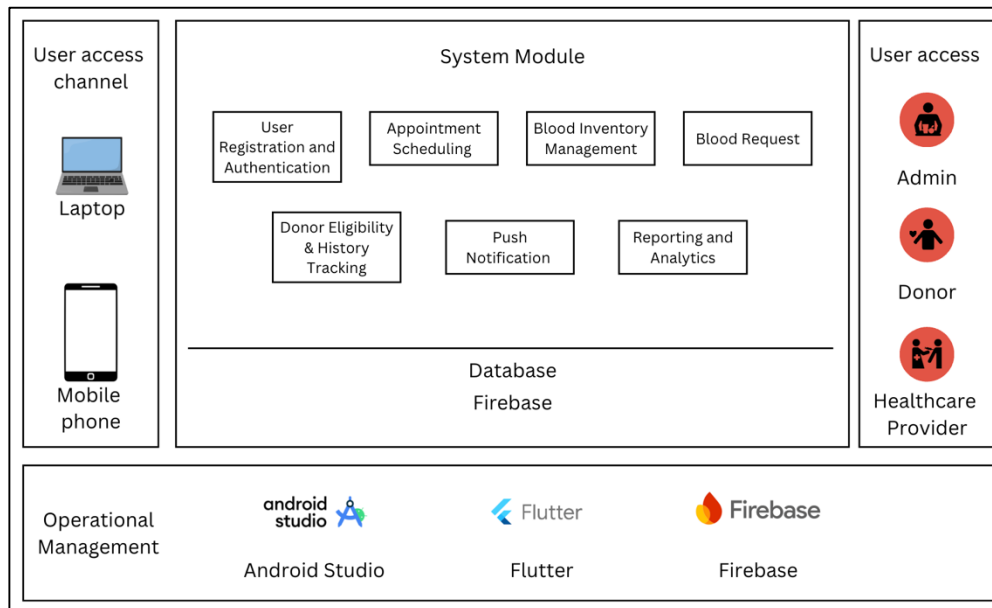 User access
channel
Laptop
Mobile
phone
System Module
User
Registration and
Authentication
Appointment
Scheduling
Blood Inventory
Management
Blood Request
Donor Eligibility
& History
Tracking
Push
Notification
Reporting and
Analytics
Database
Firebase
User access
Admin
Donor
Healthcare
Provider
Operational
Management
android
studio
Android Studio
Flutter
Flutter
Firebase
Firebase